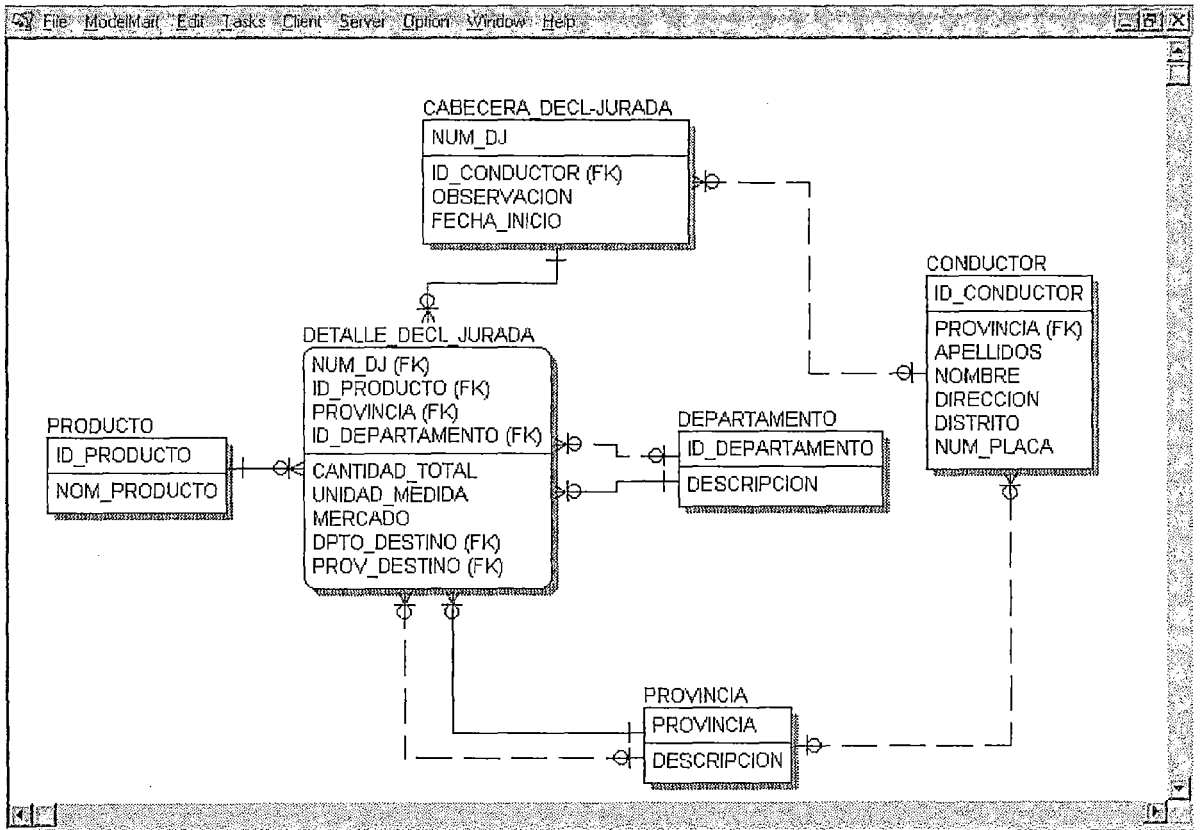 File ModelMart Edit Tasks Client Server Option Window Help
CABECERA_DECL-JURADA
NUM_DJ
ID_CONDUCTOR (FK)
OBSERVACION
FECHA_INICIO
CONDUCTOR
ID_CONDUCTOR
PROVINCIA (FK)
APELLIDOS
NOMBRE
DIRECCION
DISTRITO
NUM_PLACA
DETALLE_DECL_JURADA
NUM_DJ (FK)
ID_PRODUCTO (FK)
PROVINCIA (FK)
ID_DEPARTAMENTO (FK)
CANTIDAD_TOTAL
UNIDAD_MEDIDA
MERCADO
DPTO_DESTINO (FK)
PROV_DESTINO (FK)
PRODUCTO
ID_PRODUCTO
NOM_PRODUCTO
DEPARTAMENTO
ID_DEPARTAMENTO
DESCRIPCION
PROVINCIA
PROVINCIA
DESCRIPCION